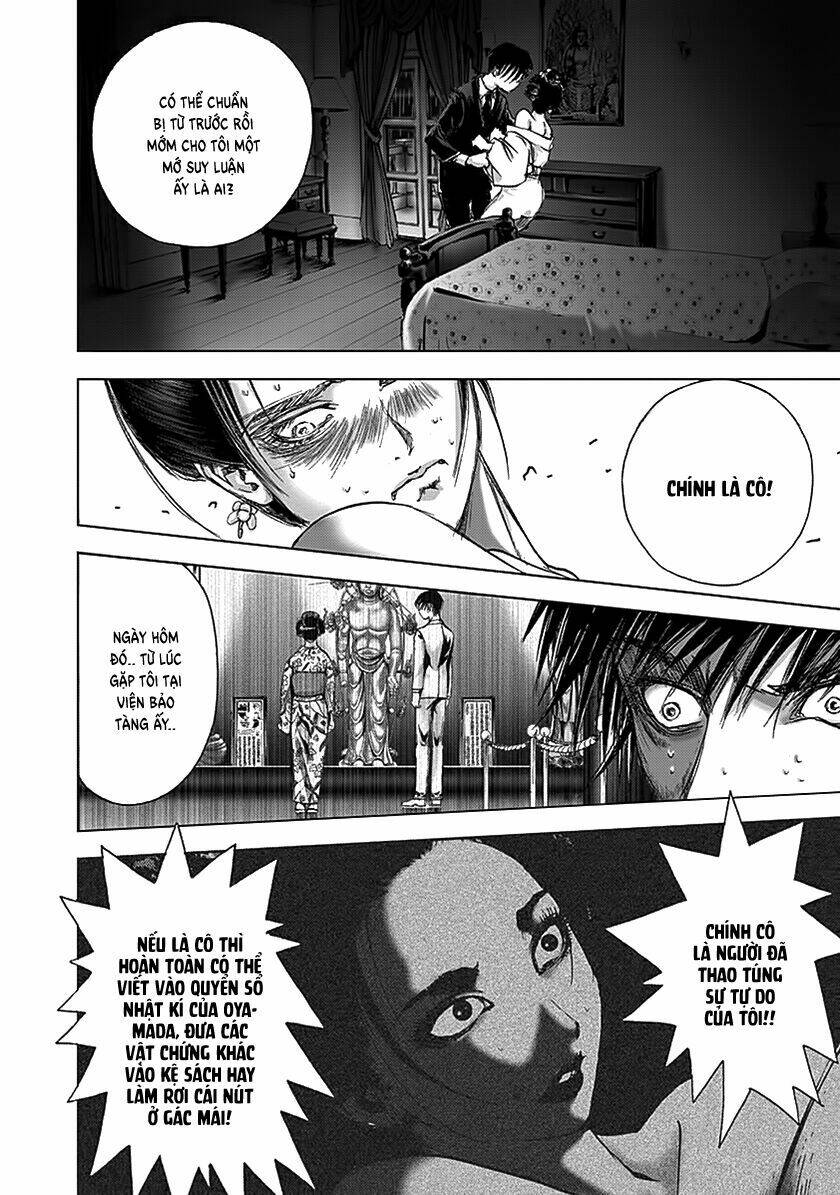 CÓ THỂ CHUẨN
BỊ TỪ TRƯỚC RỒI
MỚM CHO TÔI MỘT
MỚ SUY LUẬN
ẤY LÀ AI?
CHÍNH LÀ CÔ!
NGÀY HÔM
ĐÓ.. TỪ LÚC
GẶP TÔI TẠI
VIỆN BẢO
TÀNG ẤY..
CHÍNH CÔ
LÀ NGƯỜI ĐÃ
THAO TÚNG
SỰ TỰ DO
CỦA TÔI!!
NẾU LÀ CÔ THÌ
HOÀN TOÀN CÓ THỂ
VIẾT VÀO QUYỂN SỔ
NHẬT KÍ CỦA OYA-
MADA, ĐƯA CÁC
VẬT CHỨNG KHÁC
VÀO KỆ SÁCH HAY
LÀM RƠI CÁI NÚT
Ở GÁC MÁI!